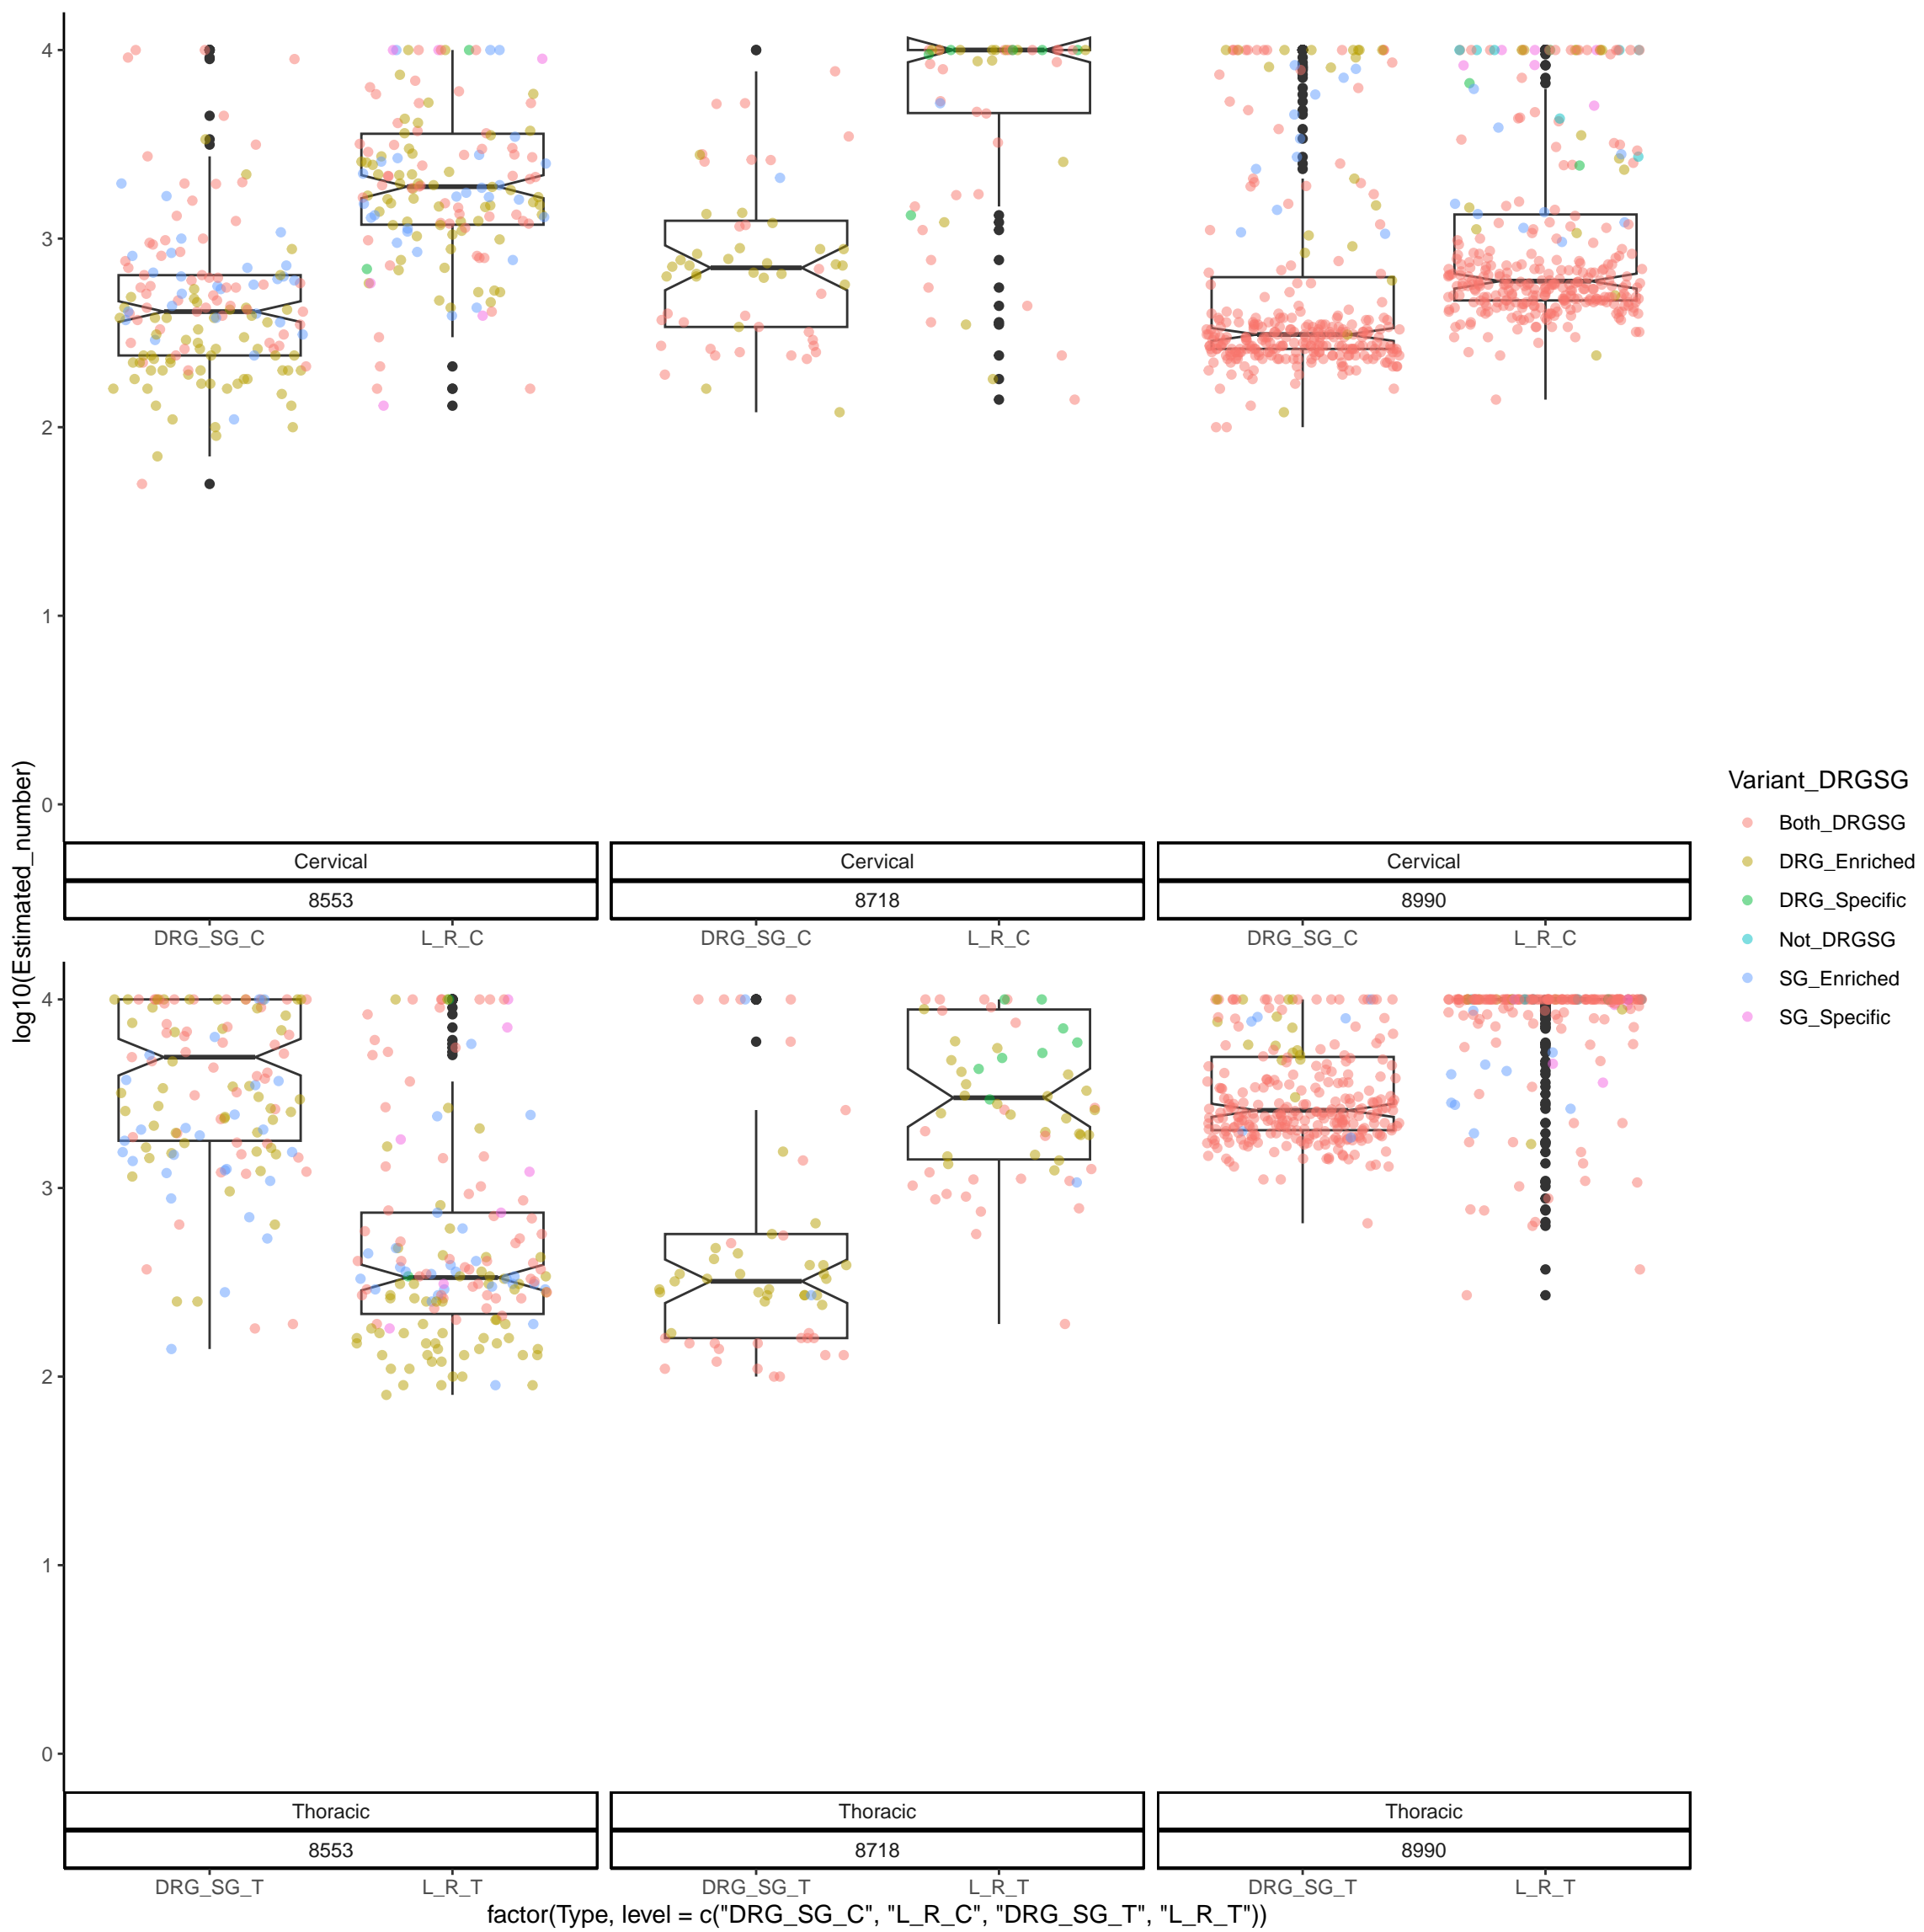 log10(Estimated_number)
4
3
2
1
0
Cervical
8553
Cervical
8718
Cervical
8990
DRG_SG_C
L_R_C
DRG_SG_C
L_R_C
DRG_SG_C
L_R_C
4
3
2
1
0
Thoracic
8553
Thoracic
8718
Thoracic
8990
DRG_SG_T
L_R_T
DRG_SG_T
L_R_T
DRG_SG_T
L_R_T
factor(Type, level = c("DRG_SG_C", "L_R_C", "DRG_SG_T", "L_R_T"))
Variant_DRGSG
Both_DRGSG
DRG_Enriched
DRG_Specific
Not_DRGSG
SG_Enriched
SG_Specific